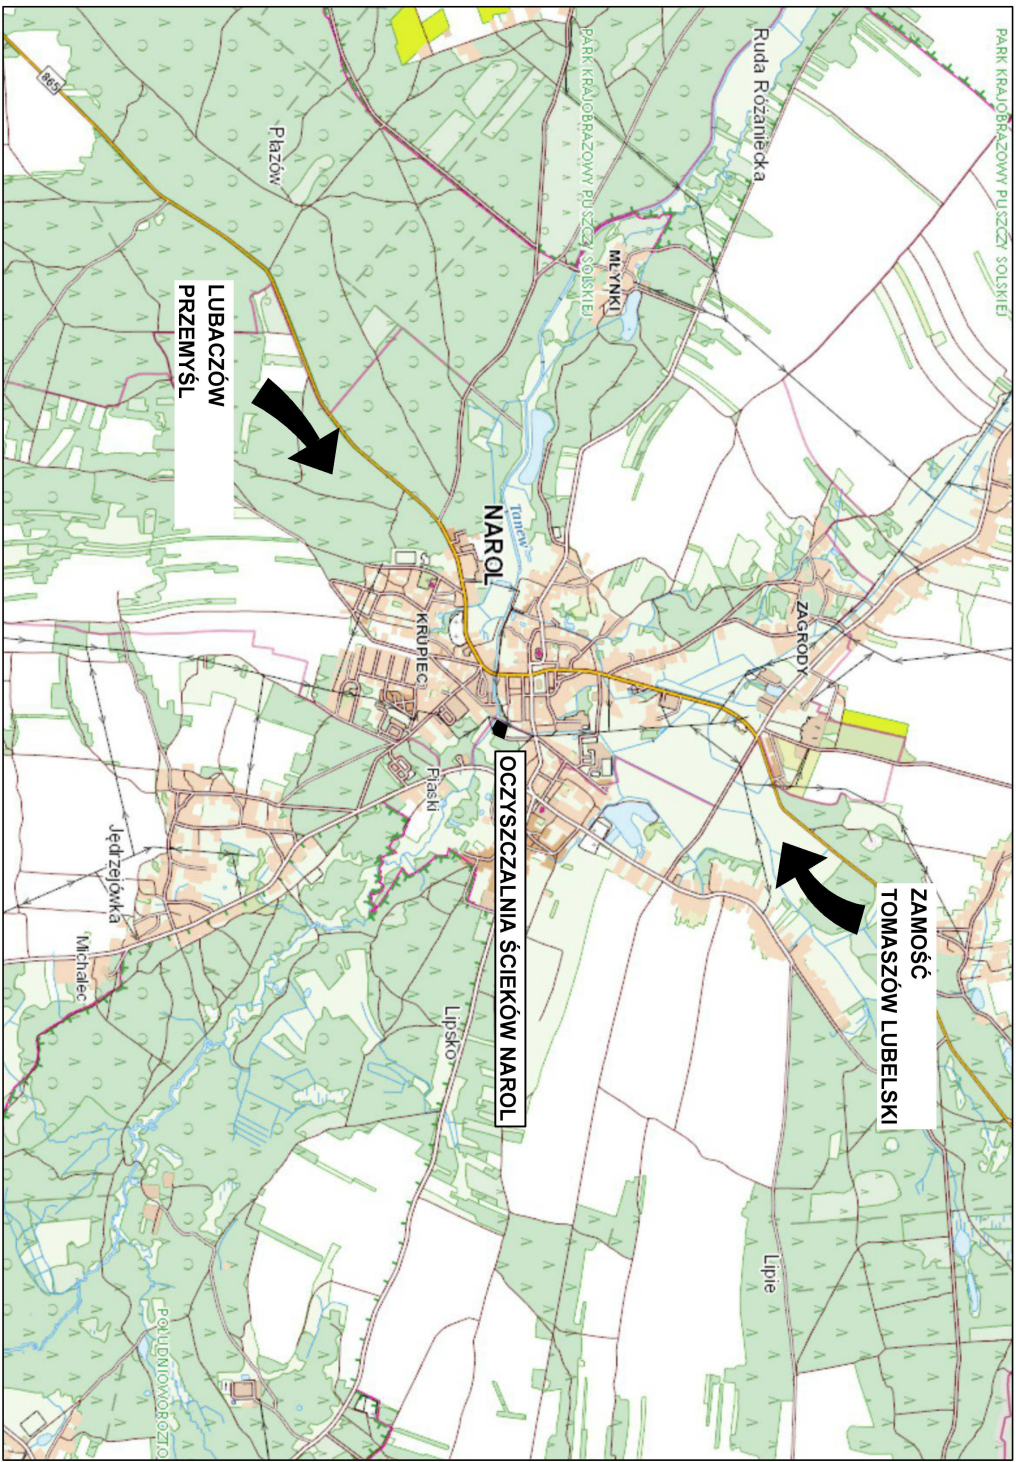 PARK KRAJOBRAZOWY PUSZCZY SOLSKIEJ
ZAMOŚĆ
TOMASZÓW LUBELSKI
ZAGRODY
Ruda Różaniecka
Lipie
MŁYNKI
PARK KRAJOBRAZOWY PUSZCZY SOLSKIEJ
Tanew
NAROL
OCZYSZCZALNIA ŚCIEKÓW NAROL
Lipsko
Piaski
KRUPIEC
Płazów
LUBACZÓW
PRZEMYŚL
POŁUDNIOWOROZTO
Jędrzejówka
Michalec
865